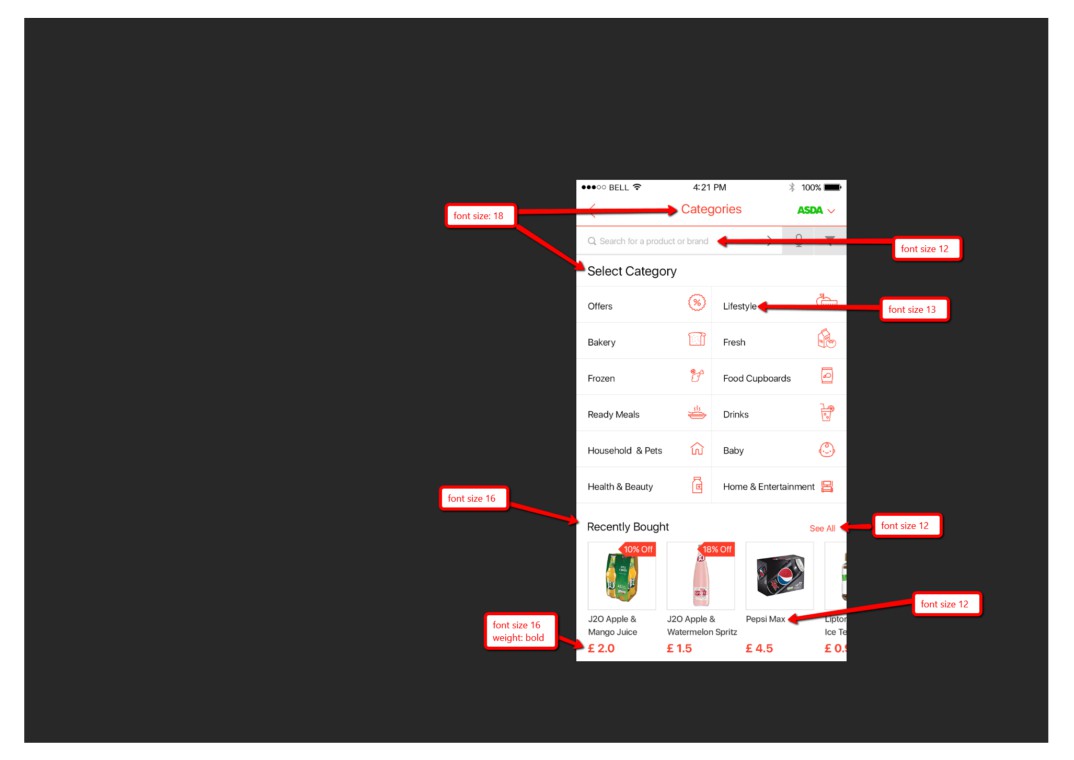 BELL 4:21 PM 100%
font size: 18
Categories
ASDA
Search for a product or brand
font size 12
Select Category
Offers
Lifestyle
font size 13
Bakery
Fresh
Frozen
Food Cupboards
Ready Meals
Drinks
Household & Pets
Baby
Health & Beauty
Home & Entertainment
font size 16
Recently Bought
See All
font size 12
10% Off
18% Off
font size 12
J2O Apple &
Mango Juice
J2O Apple &
Watermelon Spritz
Pepsi Max
Lipton
Ice Te
font size 16
weight: bold
£ 2.0
£ 1.5
£ 4.5
£ 0.9